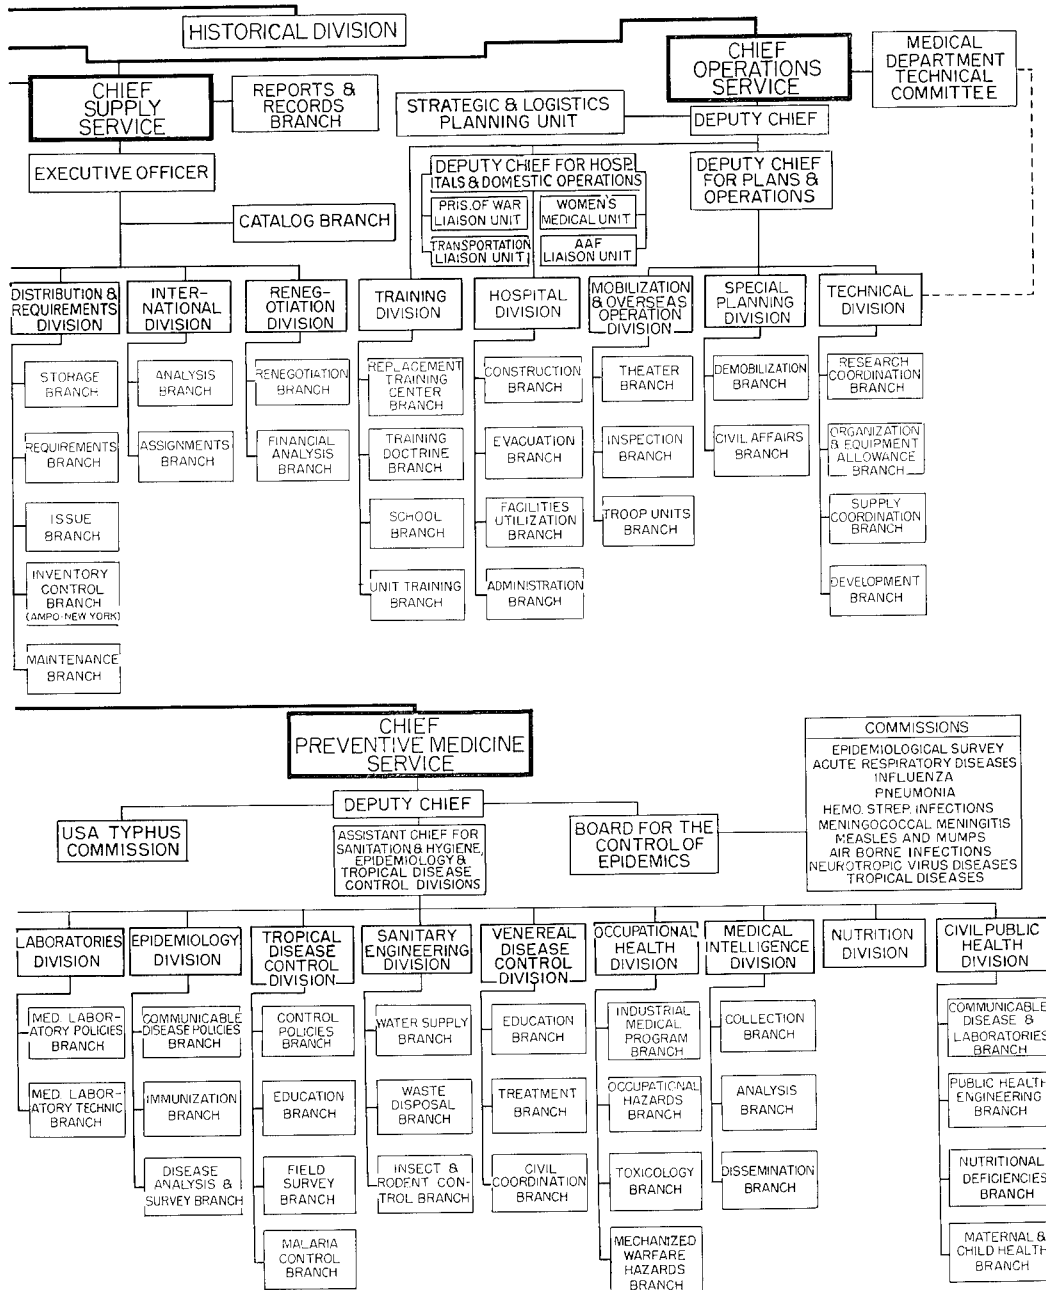 HISTORICAL DIVISION
CHIEF
SUPPLY
SERVICE
REPORTS &
RECORDS
BRANCH
CHIEF
OPERATIONS
SERVICE
MEDICAL
DEPARTMENT
TECHNICAL
COMMITTEE
STRATEGIC & LOGISTICS
PLANNING UNIT
DEPUTY CHIEF
EXECUTIVE OFFICER
CATALOG BRANCH
DEPUTY CHIEF FOR HOSP.
ITALS & DOMESTIC OPERATIONS
PRIS. OF WAR
LIAISON UNIT
WOMEN'S
MEDICAL UNIT
TRANSPORTATION
LIAISON UNIT
AAF
LIAISON UNIT
DEPUTY CHIEF
FOR PLANS &
OPERATIONS
DISTRIBUTION &
REQUIREMENTS
DIVISION
INTER-
NATIONAL
DIVISION
RENEG-
OTIATION
DIVISION
TRAINING
DIVISION
HOSPITAL
DIVISION
MOBILIZATION
& OVERSEAS
OPERATION
DIVISION
SPECIAL
PLANNING
DIVISION
TECHNICAL
DIVISION
STORAGE
BRANCH
REQUIREMENTS
BRANCH
ISSUE
BRANCH
INVENTORY
CONTROL
BRANCH
(AMPO-NEW YORK)
MAINTENANCE
BRANCH
ANALYSIS
BRANCH
ASSIGNMENTS
BRANCH
RENEGOTIATION
BRANCH
FINANCIAL
ANALYSIS
BRANCH
REPLACEMENT
TRAINING
CENTER
BRANCH
TRAINING
DOCTRINE
BRANCH
SCHOOL
BRANCH
UNIT TRAINING
BRANCH
CONSTRUCTION
BRANCH
EVACUATION
BRANCH
FACILITIES
UTILIZATION
BRANCH
ADMINISTRATION
BRANCH
THEATER
BRANCH
INSPECTION
BRANCH
TROOP UNITS
BRANCH
DEMOBILIZATION
BRANCH
CIVIL AFFAIRS
BRANCH
RESEARCH
COORDINATION
BRANCH
ORGANIZATION
& EQUIPMENT
ALLOWANCE
BRANCH
SUPPLY
COORDINATION
BRANCH
DEVELOPMENT
BRANCH
CHIEF
PREVENTIVE MEDICINE
SERVICE
DEPUTY CHIEF
ASSISTANT CHIEF FOR
SANITATION & HYGIENE,
EPIDEMIOLOGY &
TROPICAL DISEASE
CONTROL DIVISIONS
USA TYPHUS
COMMISSION
BOARD FOR THE
CONTROL OF
EPIDEMICS
COMMISSIONS
EPIDEMIOLOGICAL SURVEY
ACUTE RESPIRATORY DISEASES
INFLUENZA
PNEUMONIA
HEMO. STREP. INFECTIONS
MENINGOCOCCAL MENINGITIS
MEASLES AND MUMPS
AIR BORNE INFECTIONS
NEUROTROPIC VIRUS DISEASES
TROPICAL DISEASES
LABORATORIES
DIVISION
EPIDEMIOLOGY
DIVISION
TROPICAL
DISEASE
CONTROL
DIVISION
SANITARY
ENGINEERING
DIVISION
VENEREAL
DISEASE
CONTROL
DIVISION
OCCUPATIONAL
HEALTH
DIVISION
MEDICAL
INTELLIGENCE
DIVISION
NUTRITION
DIVISION
CIVIL PUBLIC
HEALTH
DIVISION
MED. LABOR-
ATORY POLICIES
BRANCH
MED. LABOR-
ATORY TECHNIC
BRANCH
COMMUNICABLE
DISEASE POLICIES
BRANCH
IMMUNIZATION
BRANCH
DISEASE
ANALYSIS &
SURVEY BRANCH
CONTROL
POLICIES
BRANCH
EDUCATION
BRANCH
FIELD
SURVEY
BRANCH
MALARIA
CONTROL
BRANCH
WATER SUPPLY
BRANCH
WASTE
DISPOSAL
BRANCH
INSECT &
RODENT CON-
TROL BRANCH
EDUCATION
BRANCH
TREATMENT
BRANCH
CIVIL
COORDINATION
BRANCH
INDUSTRIAL
MEDICAL
PROGRAM
BRANCH
OCCUPATIONAL
HAZARDS
BRANCH
TOXICOLOGY
BRANCH
MECHANIZED
WARFARE
HAZARDS
BRANCH
COLLECTION
BRANCH
ANALYSIS
BRANCH
DISSEMINATION
BRANCH
COMMUNICABLE
DISEASE &
LABORATORIES
BRANCH
PUBLIC HEALTH
ENGINEERING
BRANCH
NUTRITIONAL
DEFICIENCIES
BRANCH
MATERNAL &
CHILD HEALTH
BRANCH